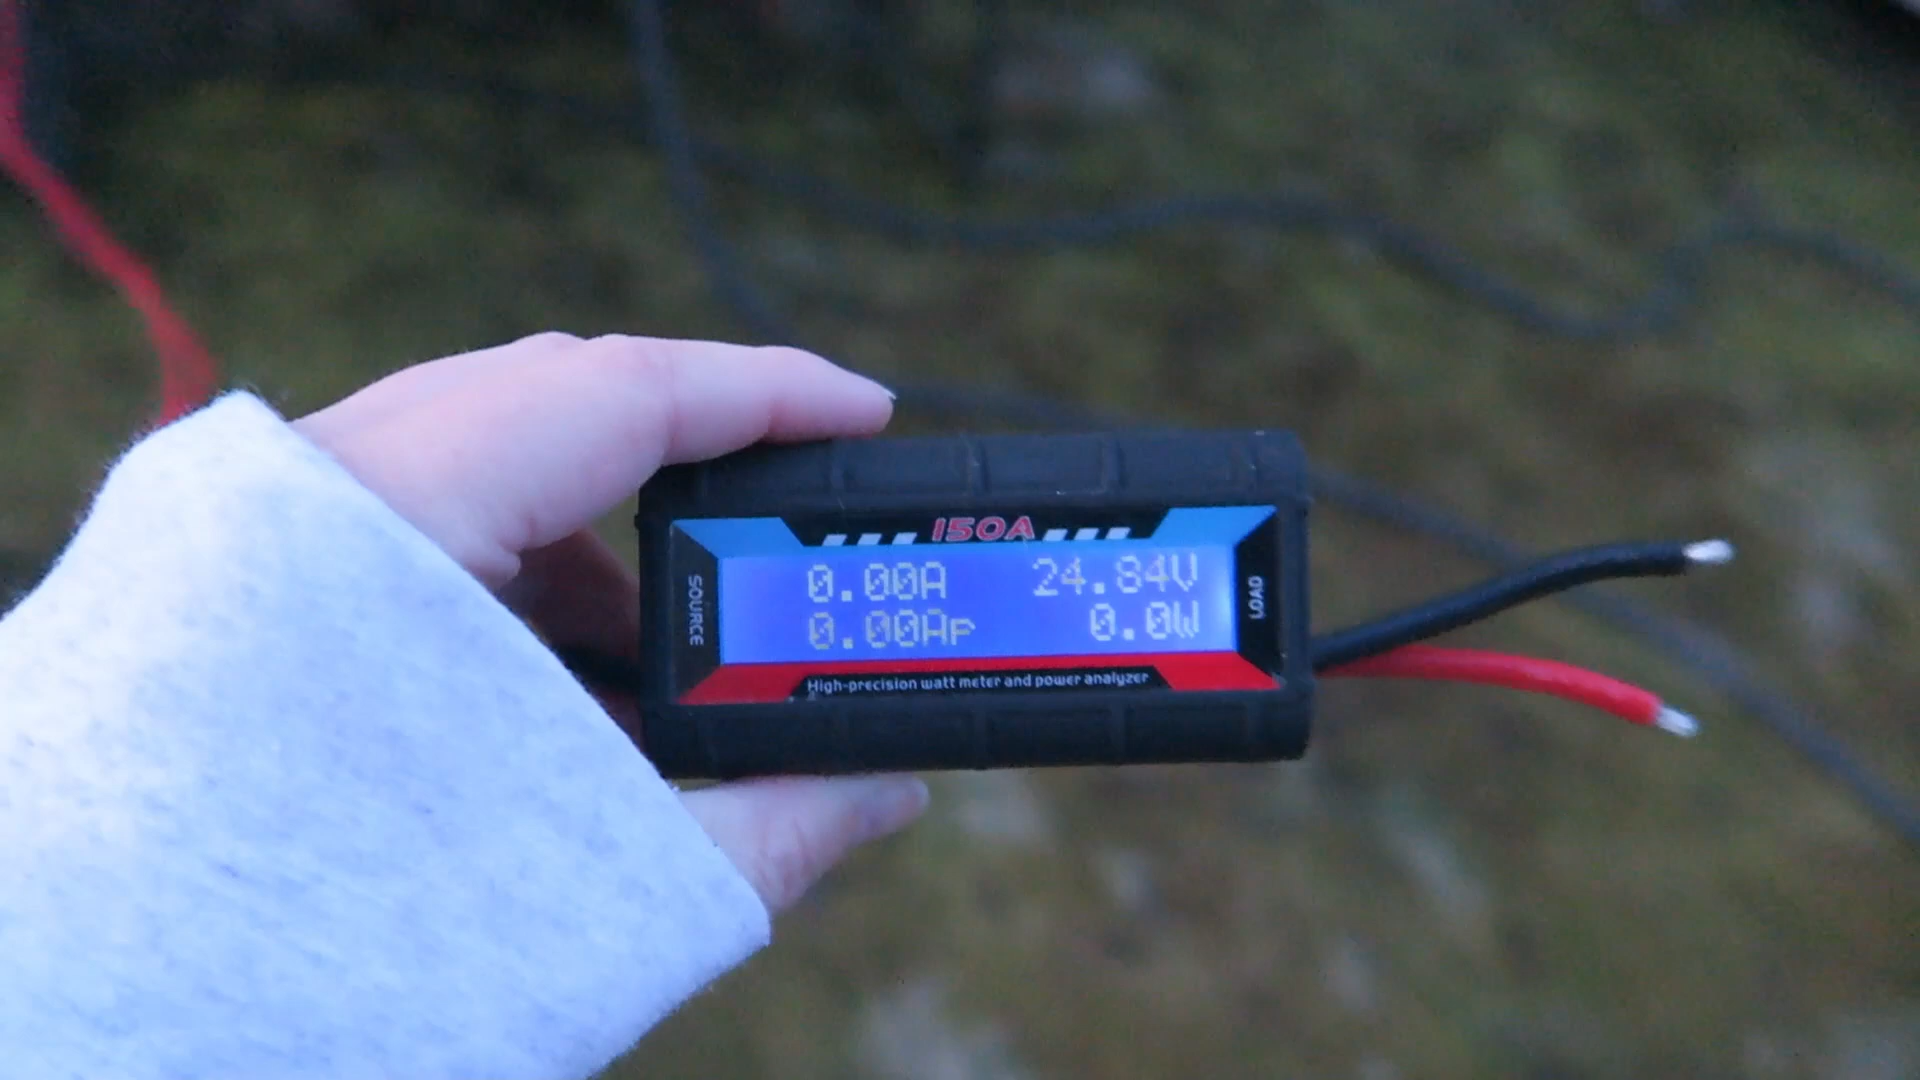 150A
SOURCE
0.00A 24.84V
0.00Ap 0.0W
LOAD
High-precision watt meter and power analyzer